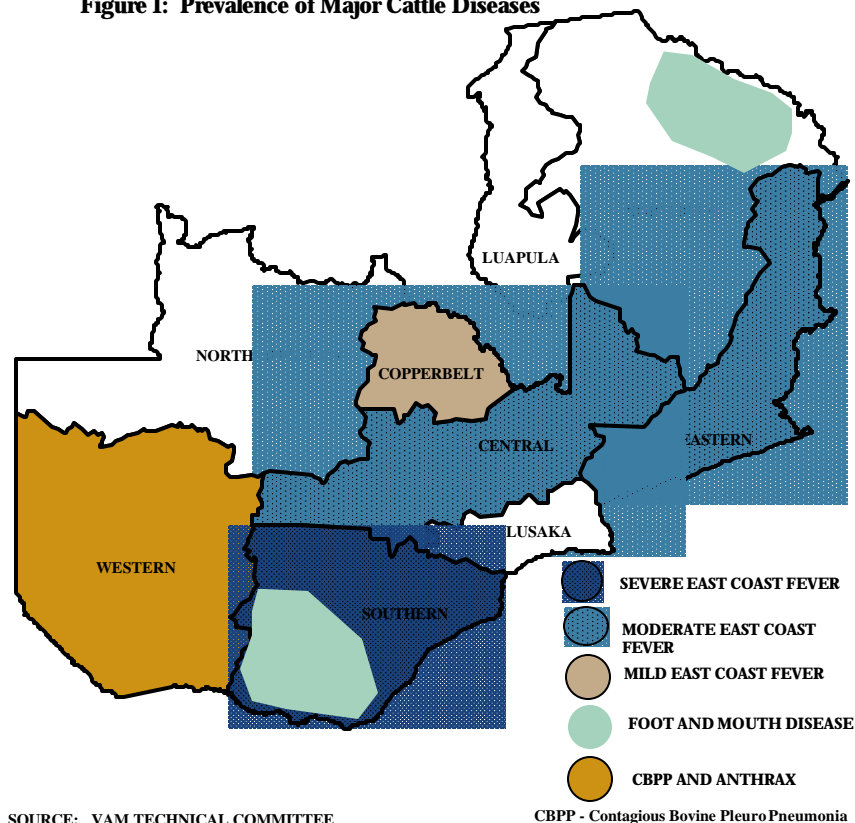 Figure I: Prevalence of Major Cattle Diseases
LUAPULA
NORTH
COPPERBELT
CENTRAL
EASTERN
LUSAKA
WESTERN
SOUTHERN
SEVERE EAST COAST FEVER
MODERATE EAST COAST
FEVER
MILD EAST COAST FEVER
FOOT AND MOUTH DISEASE
CBPP AND ANTHRAX
SOURCE: VAM TECHNICAL COMMITTEE
CBPP - Contagious Bovine Pleuro Pneumonia